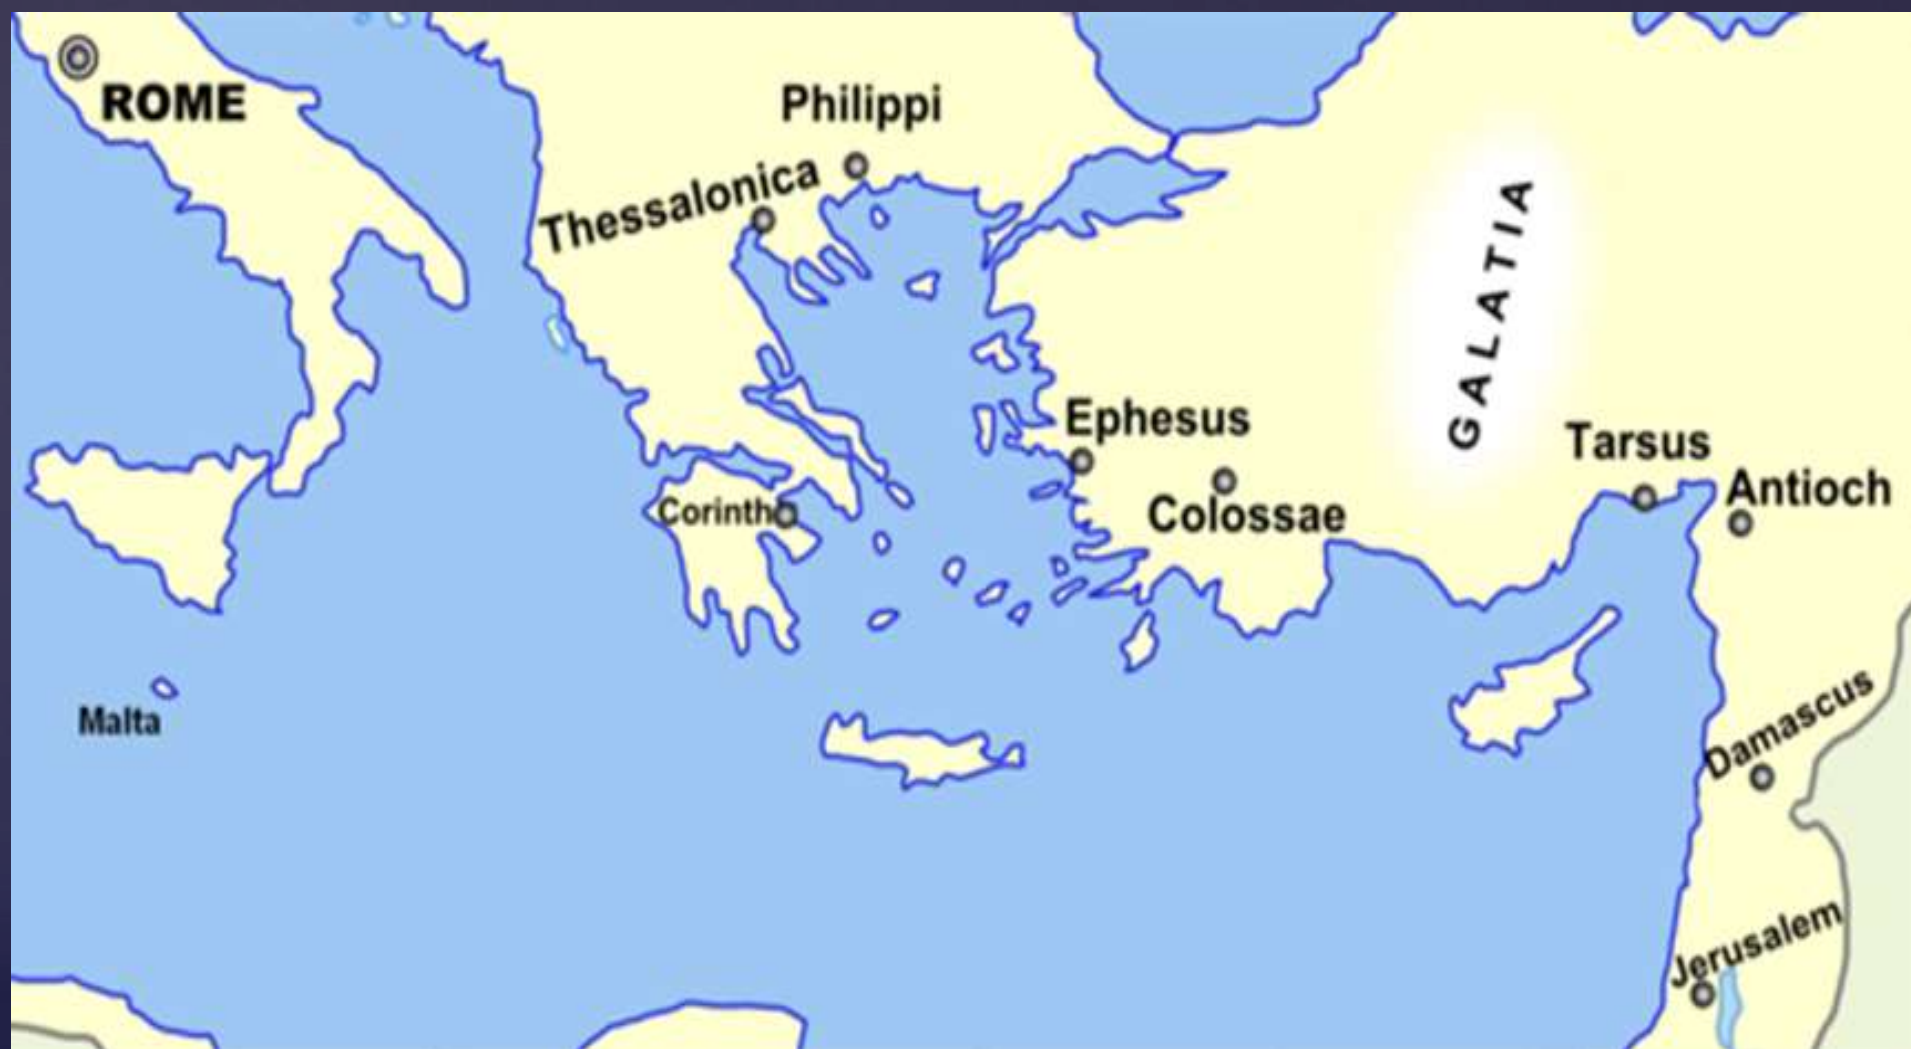 ROME
Philippi
Thessalonica
GALATIA
Ephesus
Tarsus
Antioch
Colossae
Corinth
Malta
Damascus
Jerusalem